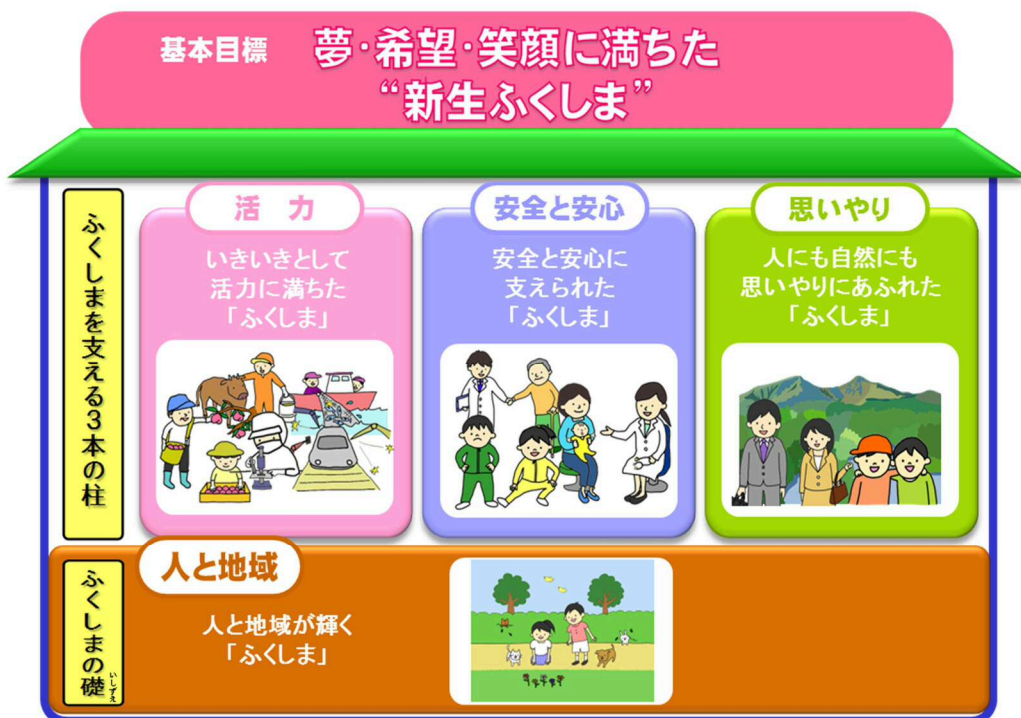 基本目標
夢・希望・笑顔に満ちた
“新生ふくしま”
ふくしまを支える3本の柱
活 力
いきいきとして
活力に満ちた
「ふくしま」
安全と安心
安全と安心に
支えられた
「ふくしま」
思いやり
人にも自然にも
思いやりにあふれた
「ふくしま」
ふくしまの礎
いしずえ
人と地域
人と地域が輝く
「ふくしま」